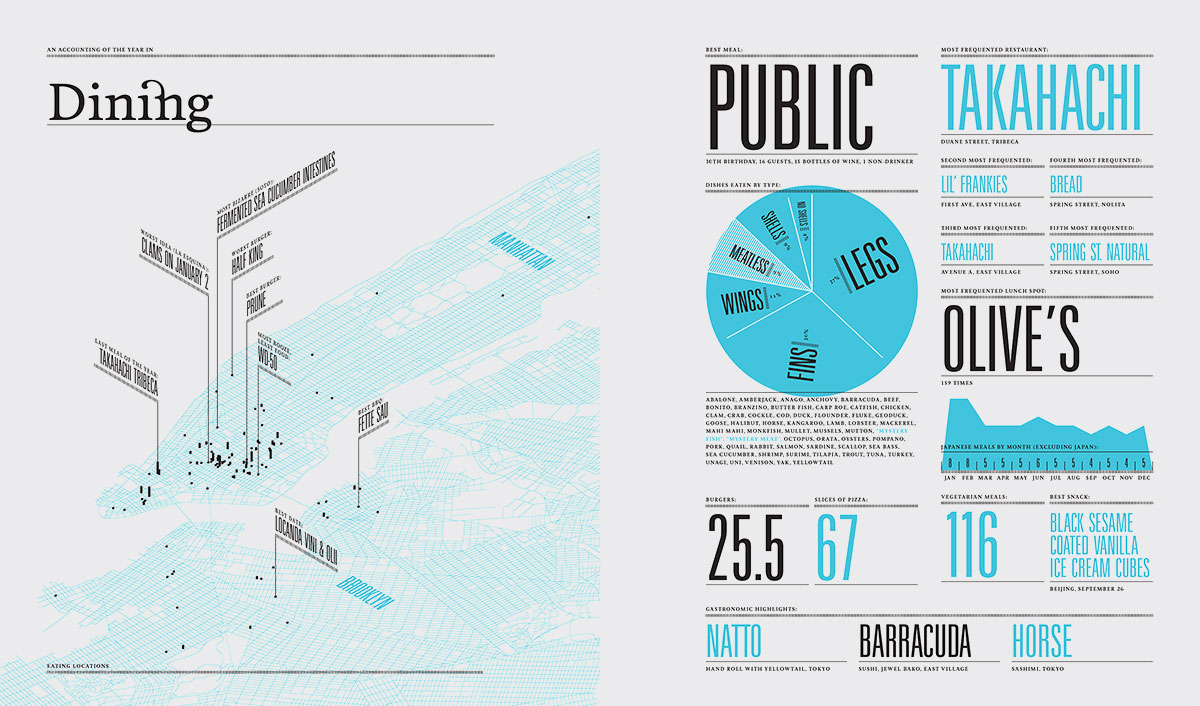 AN ACCOUNTING OF THE YEAR IN
Dining
MOST BIZARRE (SOTO):
FERMENTED SEA CUCUMBER INTESTINES
WORST IDEA (LA ESQUINA):
CLAMS ON JANUARY 2
WORST BURGER:
HALF KING
BEST BURGER:
PRUNE
MOST BOOZE,
LEAST FOOD:
WD-50
LAST MEAL OF THE YEAR:
TAKAHACHI TRIBECA
BEST BBQ:
FETTE SAU
BEST DATE:
LOCANDA VINI & OLII
MANHATTAN
BROOKLYN
EATING LOCATIONS
BEST MEAL:
PUBLIC
30TH BIRTHDAY, 16 GUESTS, 15 BOTTLES OF WINE, 1 NON-DRINKER
DISHES EATEN BY TYPE:
LEGS
37%
FINS
30%
WINGS
11%
MEATLESS
9%
SHELLS
9%
NO SHELLS
4%
ABALONE, AMBERJACK, ANAGO, ANCHOVY, BARRACUDA, BEEF,
BONITO, BRANZINO, BUTTER FISH, CARP ROE, CATFISH, CHICKEN,
CLAM, CRAB, COCKLE, COD, DUCK, FLOUNDER, FLUKE, GEODUCK,
GOOSE, HALIBUT, HORSE, KANGAROO, LAMB, LOBSTER, MACKEREL,
MAHI MAHI, MONKFISH, MULLET, MUSSELS, MUTTON, "MYSTERY
FISH", "MYSTERY MEAT", OCTOPUS, ORATA, OYSTERS, POMPANO,
PORK, QUAIL, RABBIT, SALMON, SARDINE, SCALLOP, SEA BASS,
SEA CUCUMBER, SHRIMP, SURIMI, TILAPIA, TROUT, TUNA, TURKEY,
UNAGI, UNI, VENISON, YAK, YELLOWTAIL
BURGERS:
25.5
SLICES OF PIZZA:
67
MOST FREQUENTED RESTAURANT:
TAKAHACHI
DUANE STREET, TRIBECA
SECOND MOST FREQUENTED:
LIL' FRANKIES
FIRST AVE, EAST VILLAGE
FOURTH MOST FREQUENTED:
BREAD
SPRING STREET, NOLITA
THIRD MOST FREQUENTED:
TAKAHACHI
AVENUE A, EAST VILLAGE
FIFTH MOST FREQUENTED:
SPRING ST. NATURAL
SPRING STREET, SOHO
MOST FREQUENTED LUNCH SPOT:
OLIVE'S
159 TIMES
JAPANESE MEALS BY MONTH (EXCLUDING JAPAN):
8 8 5 5 5 6 5 5 4 5 4 5
JAN FEB MAR APR MAY JUN JUL AUG SEP OCT NOV DEC
VEGETARIAN MEALS:
116
BEST SNACK:
BLACK SESAME
COATED VANILLA
ICE CREAM CUBES
BEIJING, SEPTEMBER 26
GASTRONOMIC HIGHLIGHTS:
NATTO
HAND ROLL WITH YELLOWTAIL, TOKYO
BARRACUDA
SUSHI, JEWEL BAKO, EAST VILLAGE
HORSE
SASHIMI, TOKYO